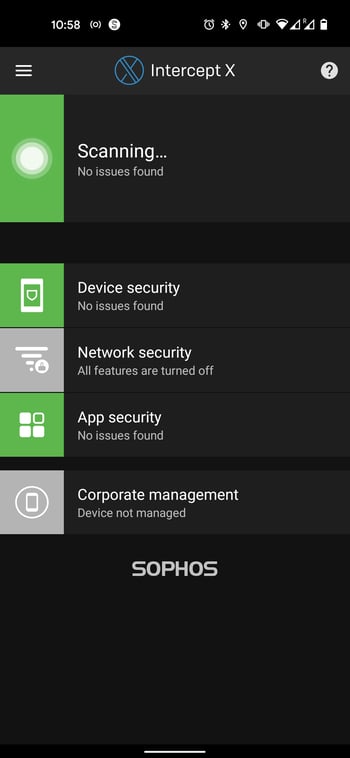 10:58
Intercept X
Scanning...
No issues found
Device security
No issues found
Network security
All features are turned off
App security
No issues found
Corporate management
Device not managed
SOPHOS